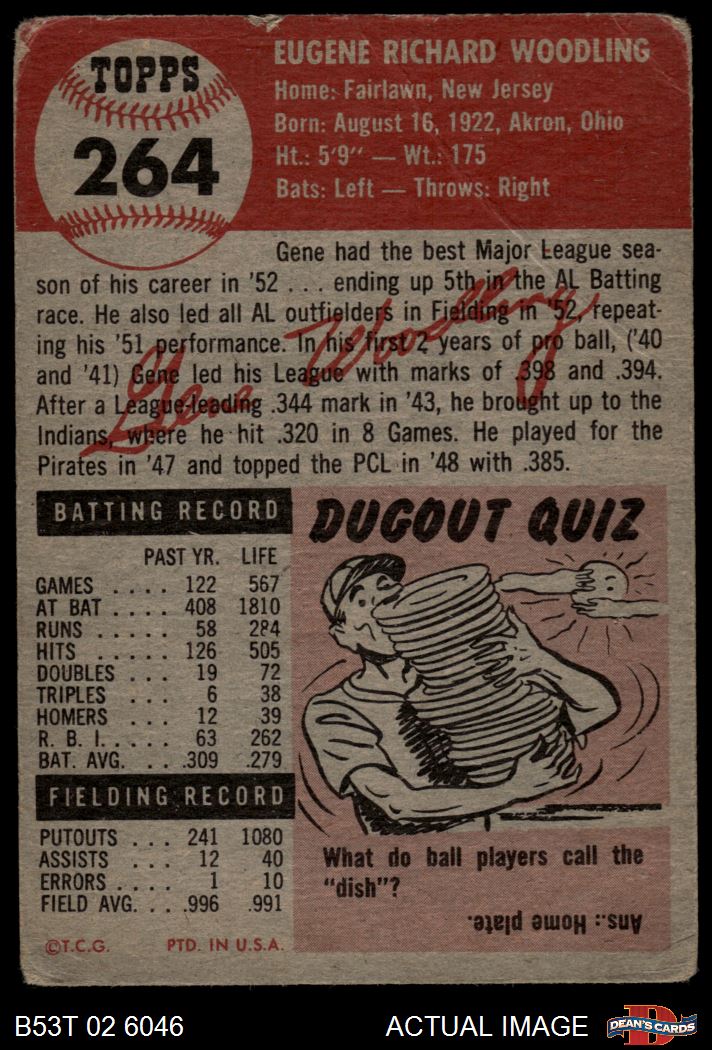 TOPPS
264
EUGENE RICHARD WOODLING
Home: Fairlawn, New Jersey
Born: August 16, 1922, Akron, Ohio
Ht.: 5'9" — Wt.: 175
Bats: Left — Throws: Right
Gene had the best Major League sea-
son of his career in '52 . . . ending up 5th in the AL Batting
race. He also led all AL outfielders in Fielding in '52, repeat-
ing his '51 performance. In his first 2 years of pro ball, ('40
and '41) Gene led his League with marks of .398 and .394.
After a League-leading .344 mark in '43, he brought up to the
Indians, where he hit .320 in 8 Games. He played for the
Pirates in '47 and topped the PCL in '48 with .385.
Gene Woodling
BATTING RECORD
PAST YR. LIFE
GAMES . . . . 122 567
AT BAT . . . . 408 1810
RUNS . . . . . 58 284
HITS . . . . . 126 505
DOUBLES . . . 19 72
TRIPLES . . . 6 38
HOMERS . . . 12 39
R. B. I. . . . . . 63 262
BAT. AVG. . . .309 .279
FIELDING RECORD
PUTOUTS . . . 241 1080
ASSISTS . . . 12 40
ERRORS . . . . 1 10
FIELD AVG. . . .996 .991
©T.C.G. PTD. IN U.S.A.
DUGOUT QUIZ
What do ball players call the
"dish"?
Ans.: Home plate.
B53T 02 6046 ACTUAL IMAGE
DEAN'S CARDS